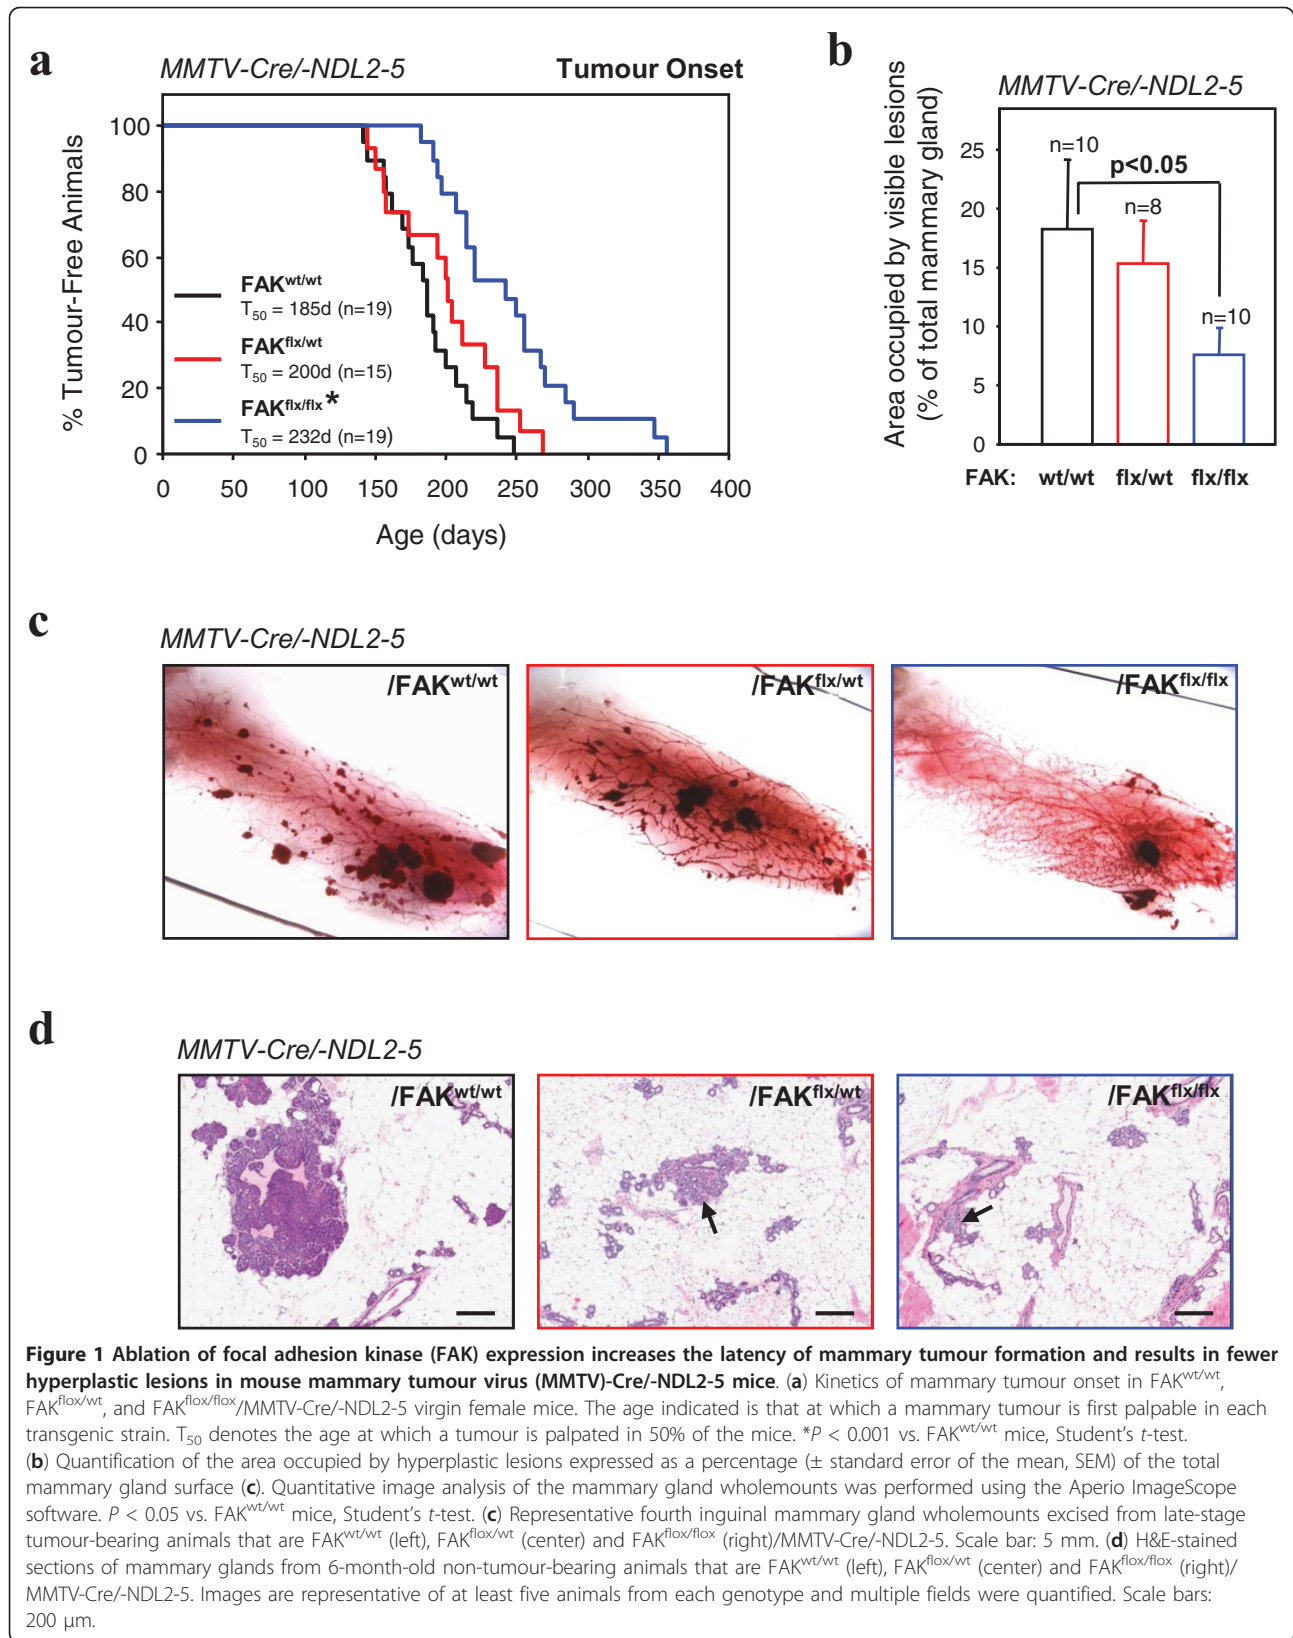 a
MMTV-Cre/-NDL2-5
Tumour Onset
% Tumour-Free Animals
100
80
60
40
20
0
FAKwt/wt
T50 = 185d (n=19)
FAKflx/wt
T50 = 200d (n=15)
FAKflx/flx *
T50 = 232d (n=19)
0 50 100 150 200 250 300 350 400
Age (days)
b
MMTV-Cre/-NDL2-5
Area occupied by visible lesions
(% of total mammary gland)
25
20
15
10
5
0
n=10
p<0.05
n=8
n=10
FAK: wt/wt flx/wt flx/flx
c
MMTV-Cre/-NDL2-5
/FAKwt/wt
/FAKflx/wt
/FAKflx/flx
d
MMTV-Cre/-NDL2-5
/FAKwt/wt
/FAKflx/wt
/FAKflx/flx
Figure 1 Ablation of focal adhesion kinase (FAK) expression increases the latency of mammary tumour formation and results in fewer
hyperplastic lesions in mouse mammary tumour virus (MMTV)-Cre/-NDL2-5 mice. (a) Kinetics of mammary tumour onset in FAKwt/wt,
FAKflox/wt, and FAKflox/flox/MMTV-Cre/-NDL2-5 virgin female mice. The age indicated is that at which a mammary tumour is first palpable in each
transgenic strain. T50 denotes the age at which a tumour is palpated in 50% of the mice. *P < 0.001 vs. FAKwt/wt mice, Student's t-test.
(b) Quantification of the area occupied by hyperplastic lesions expressed as a percentage (± standard error of the mean, SEM) of the total
mammary gland surface (c). Quantitative image analysis of the mammary gland wholemounts was performed using the Aperio ImageScope
software. P < 0.05 vs. FAKwt/wt mice, Student's t-test. (c) Representative fourth inguinal mammary gland wholemounts excised from late-stage
tumour-bearing animals that are FAKwt/wt (left), FAKflox/wt (center) and FAKflox/flox (right)/MMTV-Cre/-NDL2-5. Scale bar: 5 mm. (d) H&E-stained
sections of mammary glands from 6-month-old non-tumour-bearing animals that are FAKwt/wt (left), FAKflox/wt (center) and FAKflox/flox (right)/
MMTV-Cre/-NDL2-5. Images are representative of at least five animals from each genotype and multiple fields were quantified. Scale bars:
200 μm.